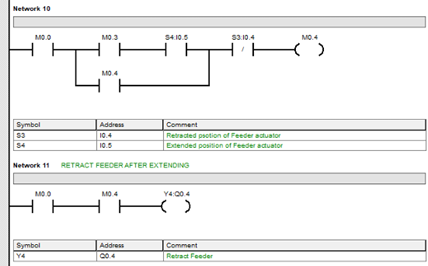 Network 10
M0.0 M0.3 S4:I0.5 S3:I0.4 M0.4
/
M0.4
Symbol Address Comment
S3 I0.4 Retracted psotion of Feeder actuator
S4 I0.5 Extended position of Feeder actuator
Network 11 RETRACT FEEDER AFTER EXTENDING
M0.0 M0.4 Y4:Q0.4
Symbol Address Comment
Y4 Q0.4 Retract Feeder